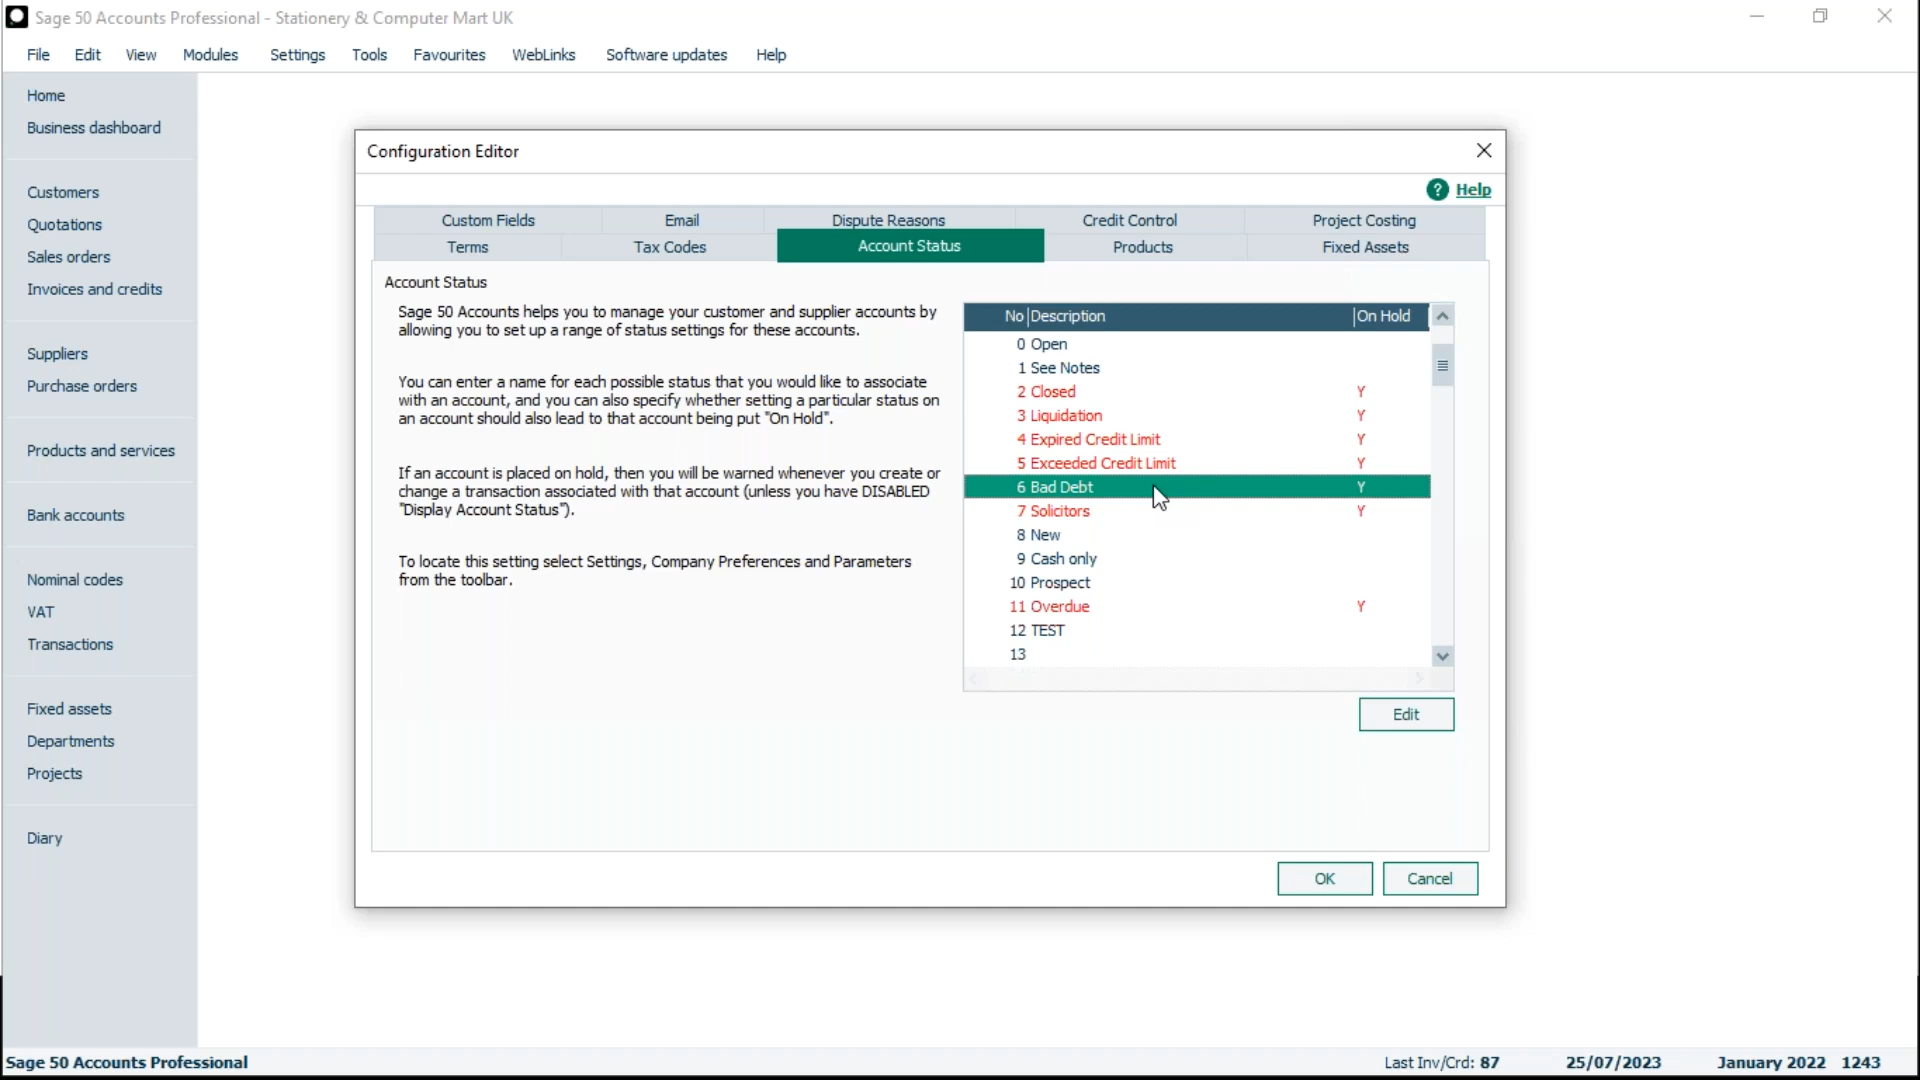 Sage 50 Accounts Professional - Stationery & Computer Mart UK
File Edit View Modules Settings Tools Favourites WebLinks Software updates Help
Home
Business dashboard
Customers
Quotations
Sales orders
Invoices and credits
Suppliers
Purchase orders
Products and services
Bank accounts
Nominal codes
VAT
Transactions
Fixed assets
Departments
Projects
Diary
Configuration Editor
? Help
Custom Fields Email Dispute Reasons Credit Control Project Costing
Terms Tax Codes Account Status Products Fixed Assets
Account Status
Sage 50 Accounts helps you to manage your customer and supplier accounts by
allowing you to set up a range of status settings for these accounts.
You can enter a name for each possible status that you would like to associate
with an account, and you can also specify whether setting a particular status on
an account should also lead to that account being put "On Hold".
If an account is placed on hold, then you will be warned whenever you create or
change a transaction associated with that account (unless you have DISABLED
"Display Account Status").
To locate this setting select Settings, Company Preferences and Parameters
from the toolbar.
No Description On Hold
0 Open
1 See Notes
2 Closed Y
3 Liquidation Y
4 Expired Credit Limit Y
5 Exceeded Credit Limit Y
6 Bad Debt Y
7 Solicitors Y
8 New
9 Cash only
10 Prospect
11 Overdue Y
12 TEST
13
Edit
OK Cancel
Sage 50 Accounts Professional Last Inv/Crd: 87 25/07/2023 January 2022 1243